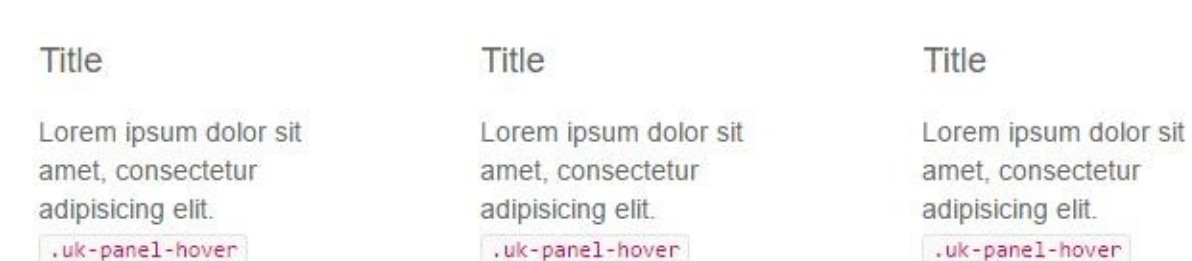 Title
Lorem ipsum dolor sit
amet, consectetur
adipisicing elit.
.uk-panel-hover
Title
Lorem ipsum dolor sit
amet, consectetur
adipisicing elit.
.uk-panel-hover
Title
Lorem ipsum dolor sit
amet, consectetur
adipisicing elit.
.uk-panel-hover